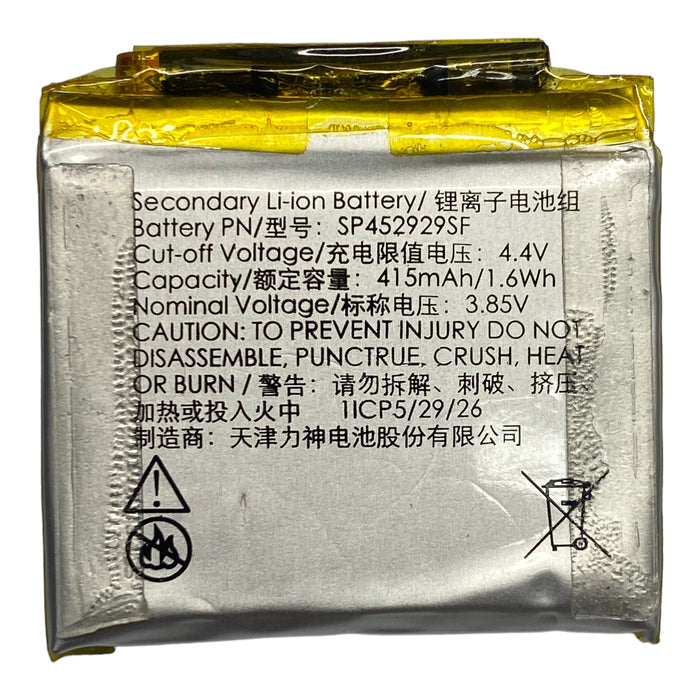 Secondary Li-ion Battery/ 锂离子电池组
Battery PN/型号: SP452929SF
Cut-off Voltage/充电限值电压: 4.4V
Capacity/额定容量: 415mAh/1.6Wh
Nominal Voltage/标称电压: 3.85V
CAUTION: TO PREVENT INJURY DO NOT
DISASSEMBLE, PUNCTRUE, CRUSH, HEAT
OR BURN / 警告: 请勿拆解、刺破、挤压、
加热或投入火中 1ICP5/29/26
制造商: 天津力神电池股份有限公司